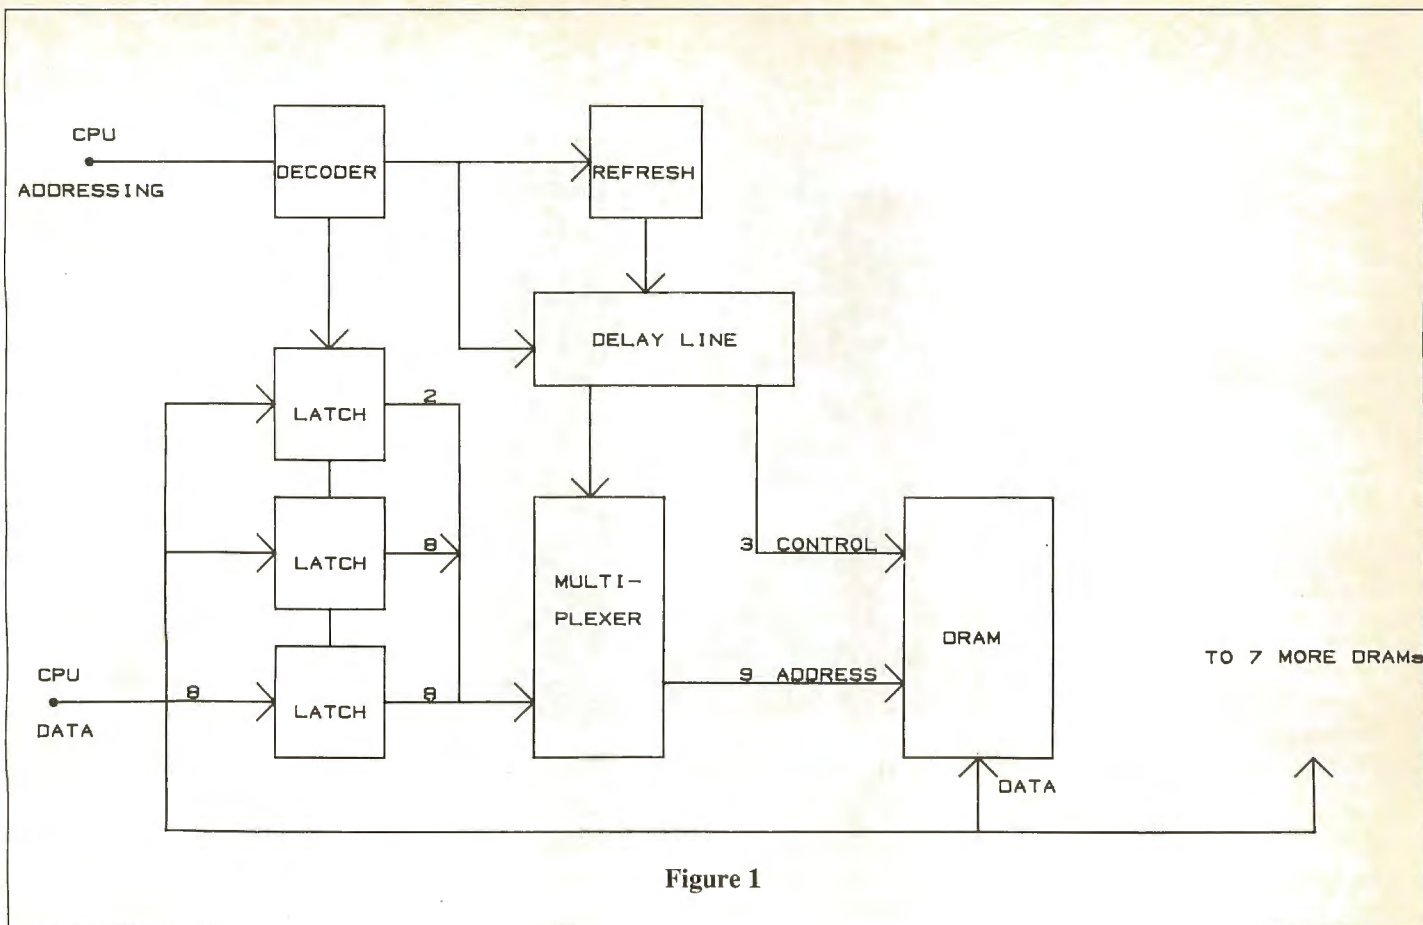 CPU
ADDRESSING
DECODER
REFRESH
DELAY LINE
LATCH
2
LATCH
8
CPU
DATA
8
LATCH
8
MULTI-
PLEXER
3 CONTROL
9 ADDRESS
DRAM
DATA
TO 7 MORE DRAMs
Figure 1